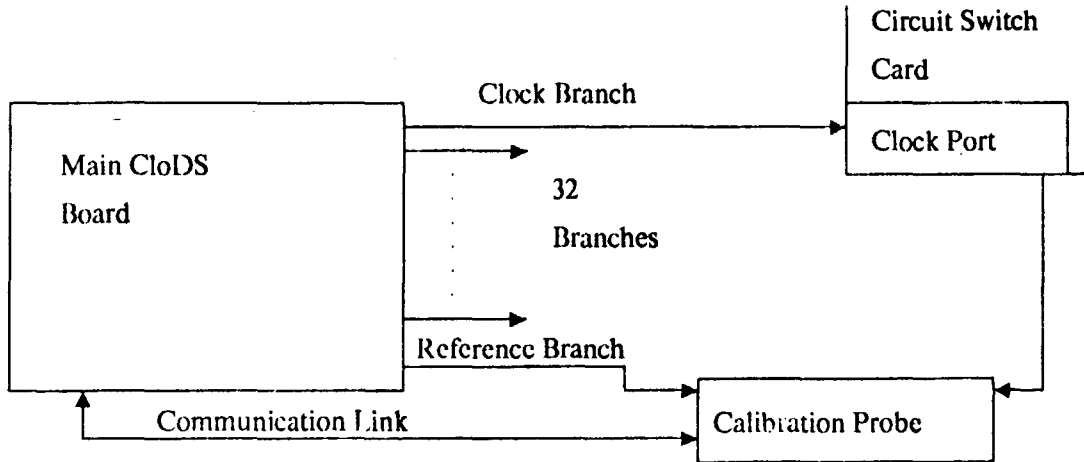 Circuit Switch
Card
Clock Branch
Clock Port
Main CloDS
Board
32
Branches
Reference Branch
Communication Link
Calibration Probe